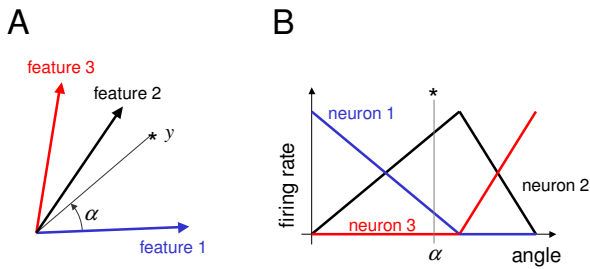 A
feature 3
feature 2
* y
α
feature 1
B
*
neuron 1
firing rate
neuron 2
neuron 3
α
angle